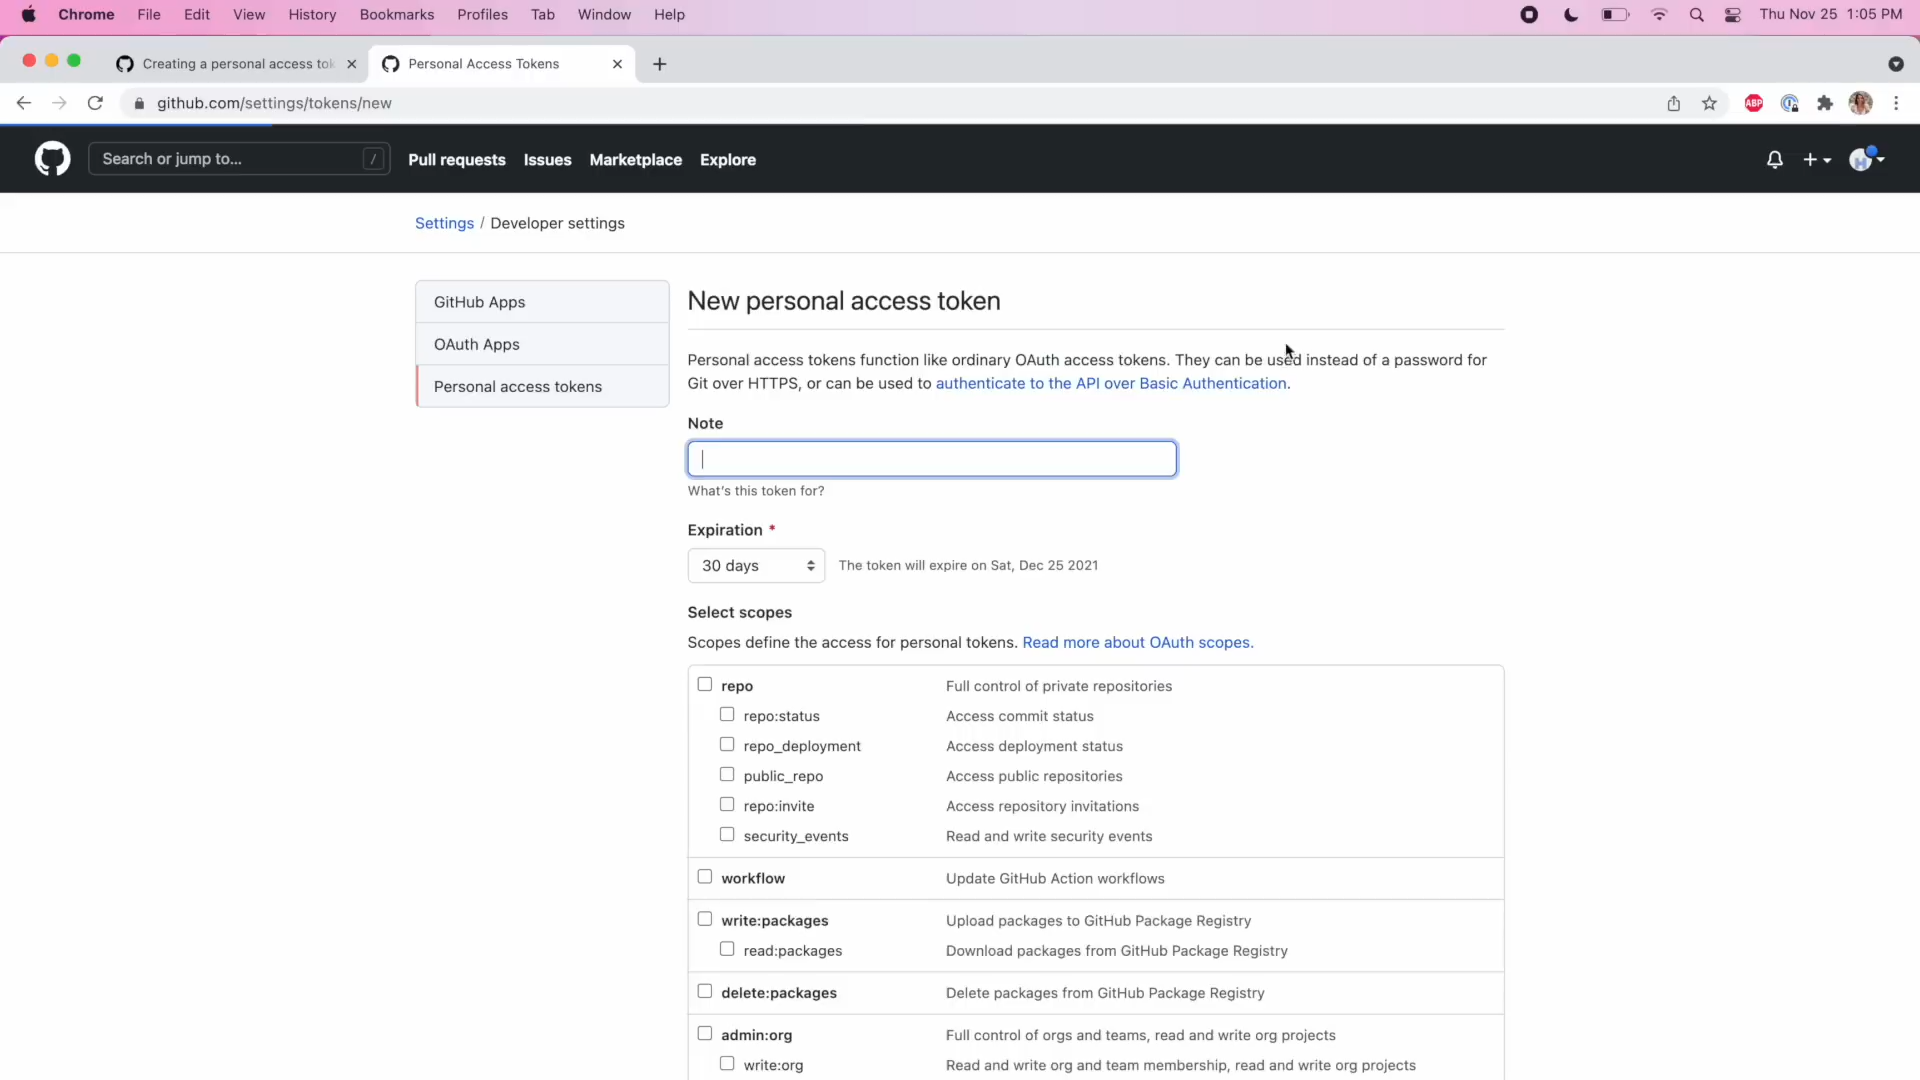 Chrome File Edit View History Bookmarks Profiles Tab Window Help Thu Nov 25 1:05 PM
Creating a personal access tok Personal Access Tokens
github.com/settings/tokens/new ABP
Search or jump to... / Pull requests Issues Marketplace Explore
Settings / Developer settings
GitHub Apps
OAuth Apps
Personal access tokens
New personal access token
Personal access tokens function like ordinary OAuth access tokens. They can be used instead of a password for
Git over HTTPS, or can be used to authenticate to the API over Basic Authentication.
Note
What's this token for?
Expiration *
30 days The token will expire on Sat, Dec 25 2021
Select scopes
Scopes define the access for personal tokens. Read more about OAuth scopes.
repo Full control of private repositories
repo:status Access commit status
repo_deployment Access deployment status
public_repo Access public repositories
repo:invite Access repository invitations
security_events Read and write security events
workflow Update GitHub Action workflows
write:packages Upload packages to GitHub Package Registry
read:packages Download packages from GitHub Package Registry
delete:packages Delete packages from GitHub Package Registry
admin:org Full control of orgs and teams, read and write org projects
write:org Read and write org and team membership, read and write org projects